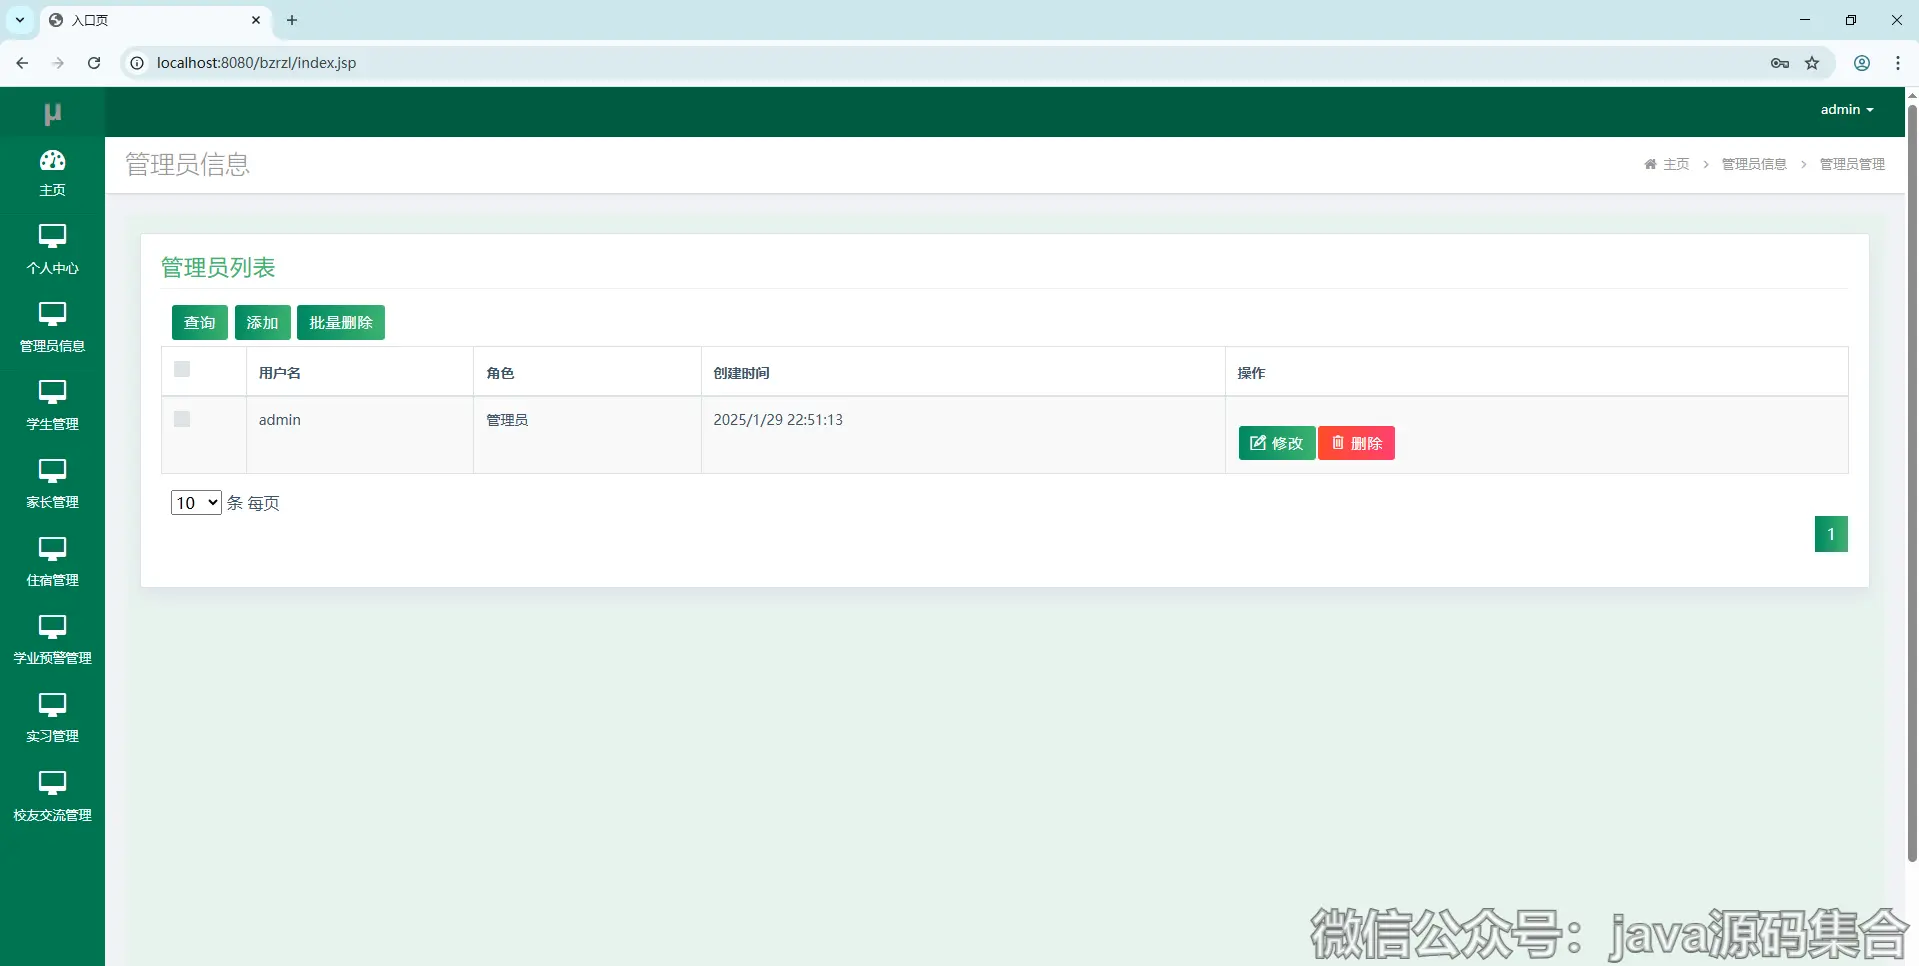 入口页
localhost:8080/bzrzl/index.jsp
μ
admin
主页
个人中心
管理员信息
学生管理
家长管理
住宿管理
学业预警管理
实习管理
校友交流管理
管理员信息
主页 > 管理员信息 > 管理员管理
管理员列表
查询 添加 批量删除
用户名 角色 创建时间 操作
admin 管理员 2025/1/29 22:51:13 修改 删除
10 条 每页
1
微信公众号：java源码集合